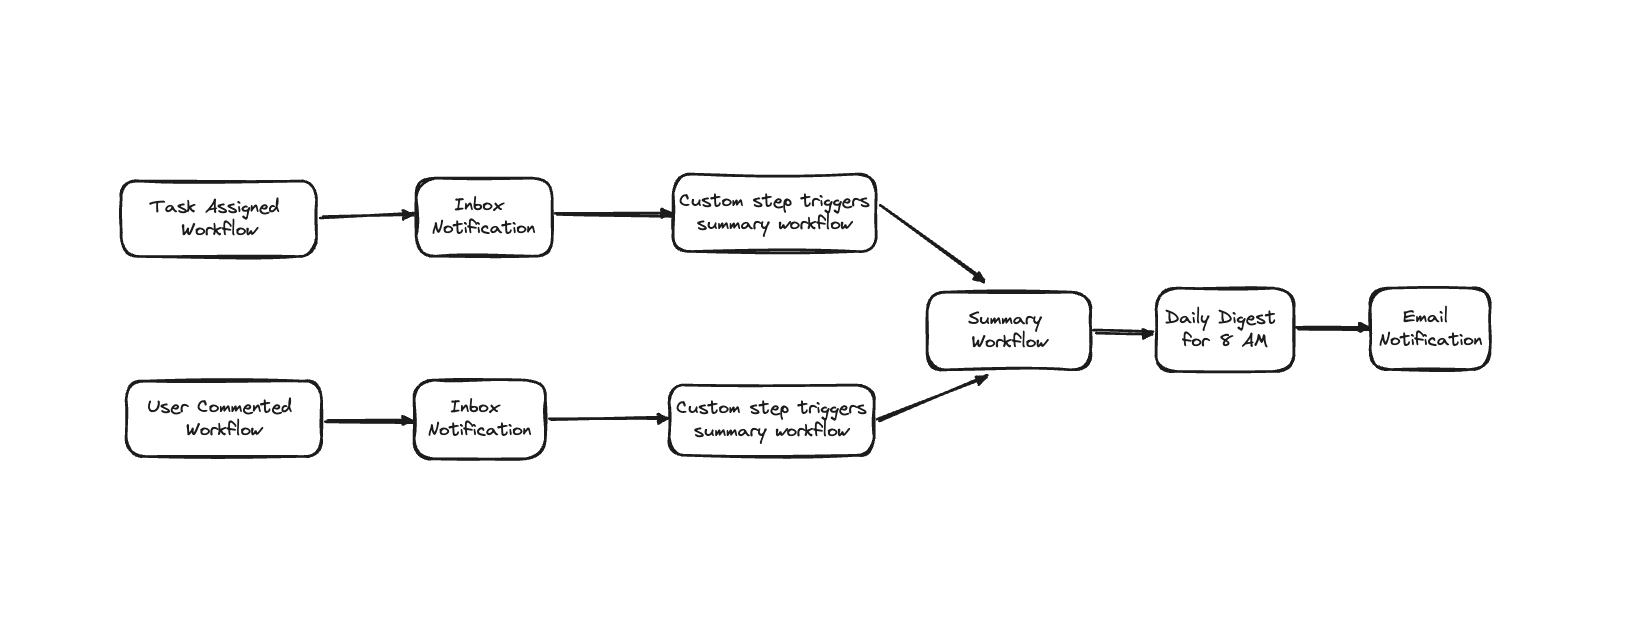 Task Assigned
Workflow
Inbox
Notification
Custom step triggers
summary workflow
User Commented
Workflow
Inbox
Notification
Custom step triggers
summary workflow
Summary
Workflow
Daily Digest
for 8 AM
Email
Notification